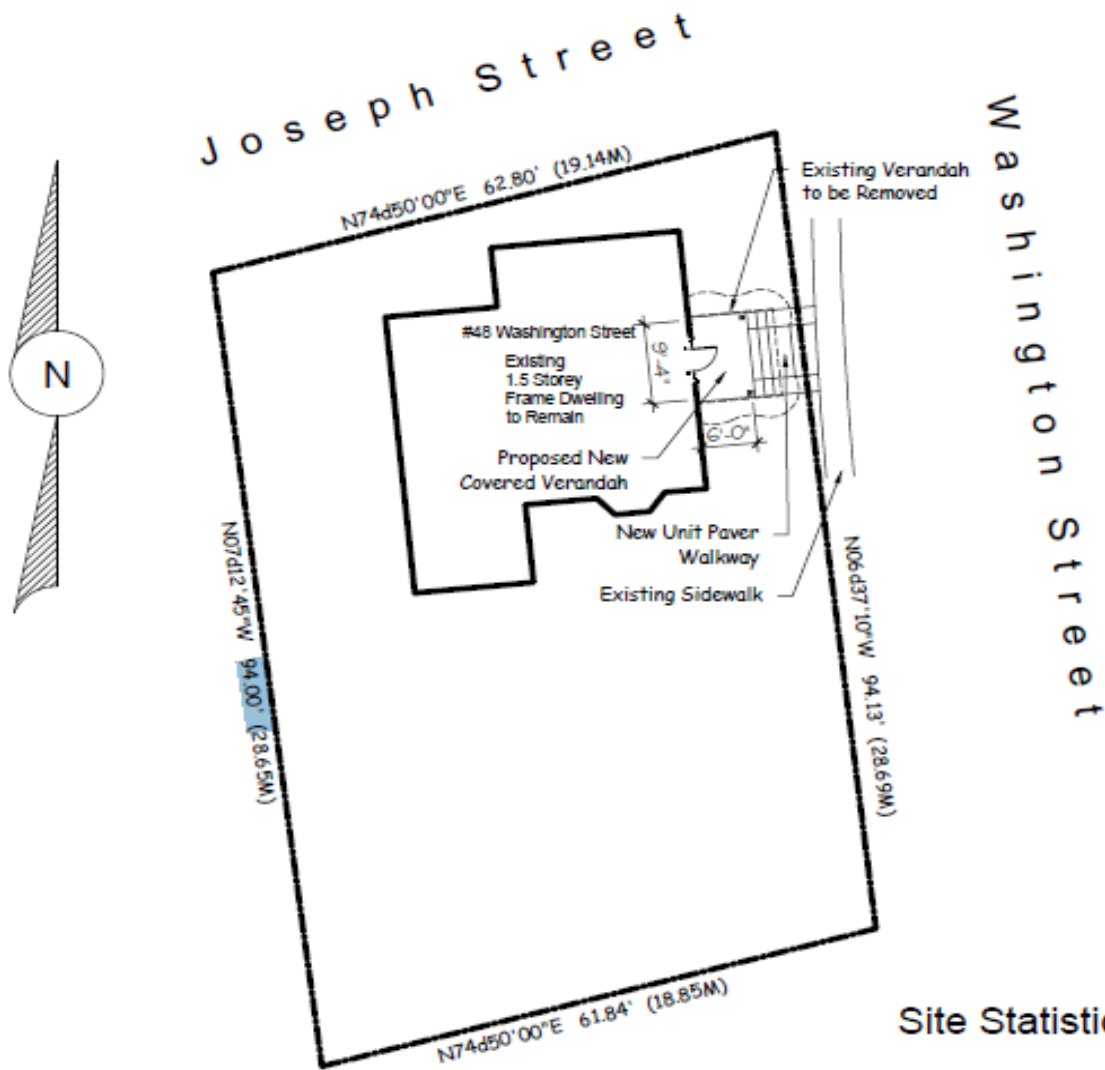 Joseph Street
Washington Street
N74d50'00"E 62.80' (19.14M)
Existing Verandah
to be Removed
N
#48 Washington Street
Existing
1.5 Storey
Frame Dwelling
to Remain
9'-4"
6'-0"
Proposed New
Covered Verandah
New Unit Paver
Walkway
Existing Sidewalk
N07d12'45"W 94.00' (28.65M)
N06d37'10"W 94.13' (28.69M)
N74d50'00"E 61.84' (18.85M)
Site Statistic